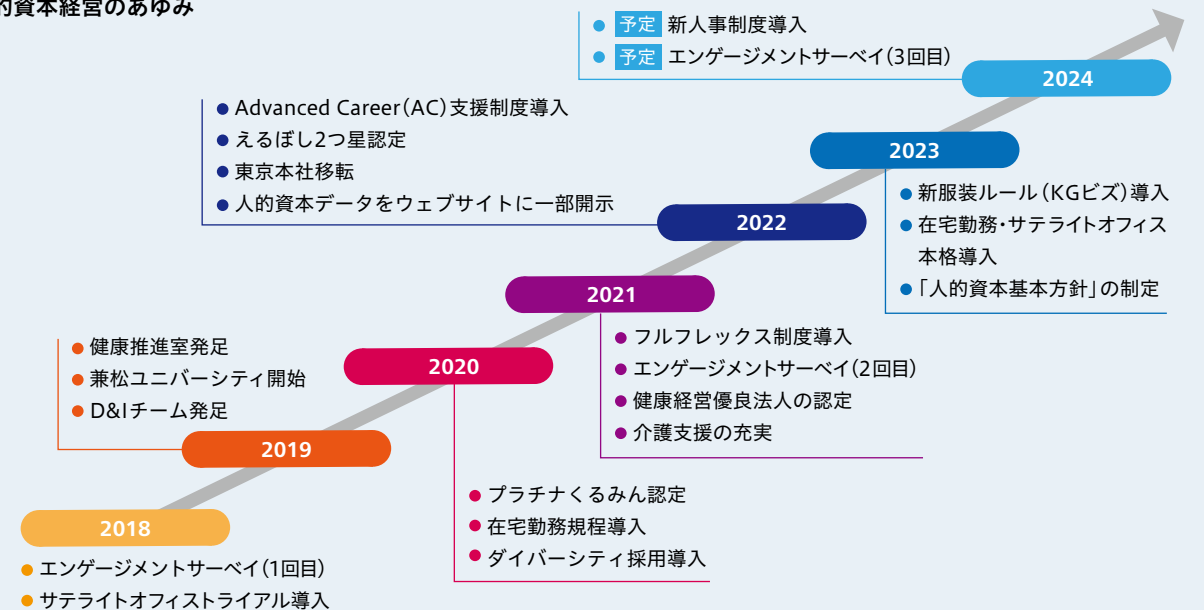 的資本経営のあゆみ
予定 新人事制度導入
予定 エンゲージメントサーベイ(3回目)
2024
Advanced Career(AC)支援制度導入
えるぼし2つ星認定
東京本社移転
人的資本データをウェブサイトに一部開示
2023
新服装ルール(KGビズ)導入
在宅勤務・サテライトオフィス
本格導入
「人的資本基本方針」の制定
2022
2021
フルフレックス制度導入
エンゲージメントサーベイ(2回目)
健康経営優良法人の認定
介護支援の充実
健康推進室発足
兼松ユニバーシティ開始
D&Iチーム発足
2020
プラチナくるみん認定
在宅勤務規程導入
ダイバーシティ採用導入
2019
2018
エンゲージメントサーベイ(1回目)
サテライトオフィストライアル導入